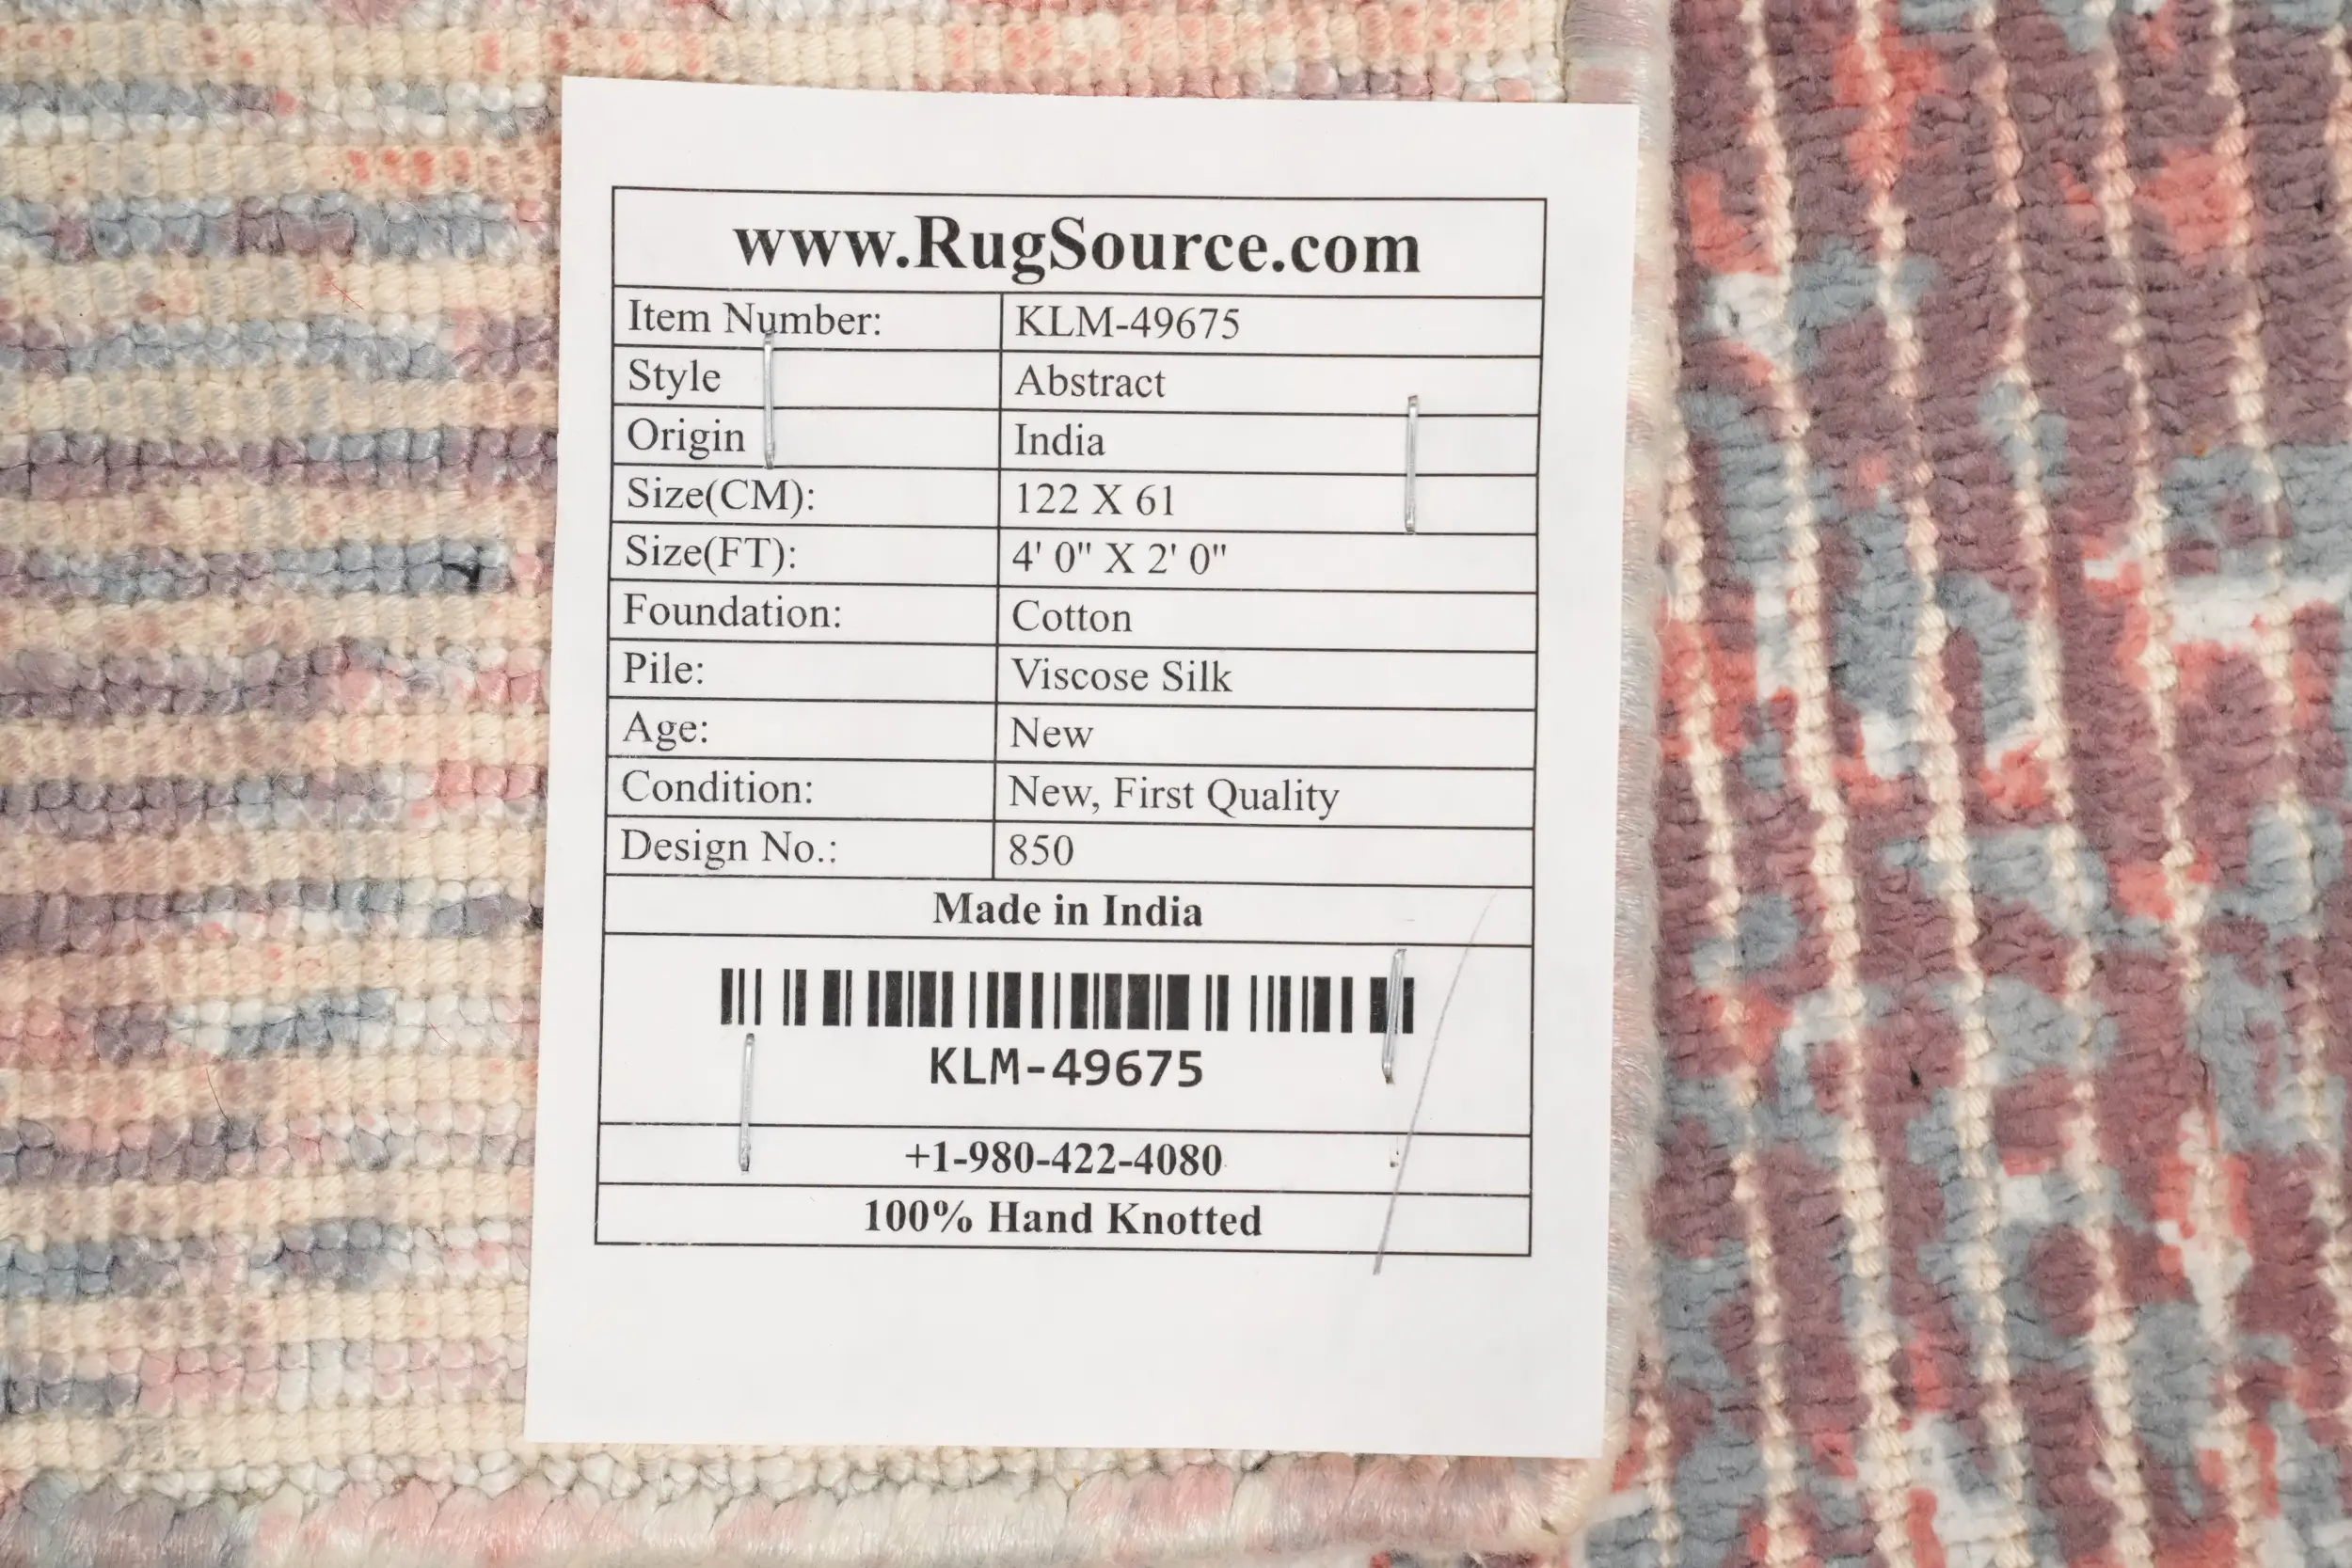 www.RugSource.com
Item Number: KLM-49675
Style Abstract
Origin India
Size(CM): 122 X 61
Size(FT): 4' 0" X 2' 0"
Foundation: Cotton
Pile: Viscose Silk
Age: New
Condition: New, First Quality
Design No.: 850
Made in India
KLM-49675
+1-980-422-4080
100% Hand Knotted